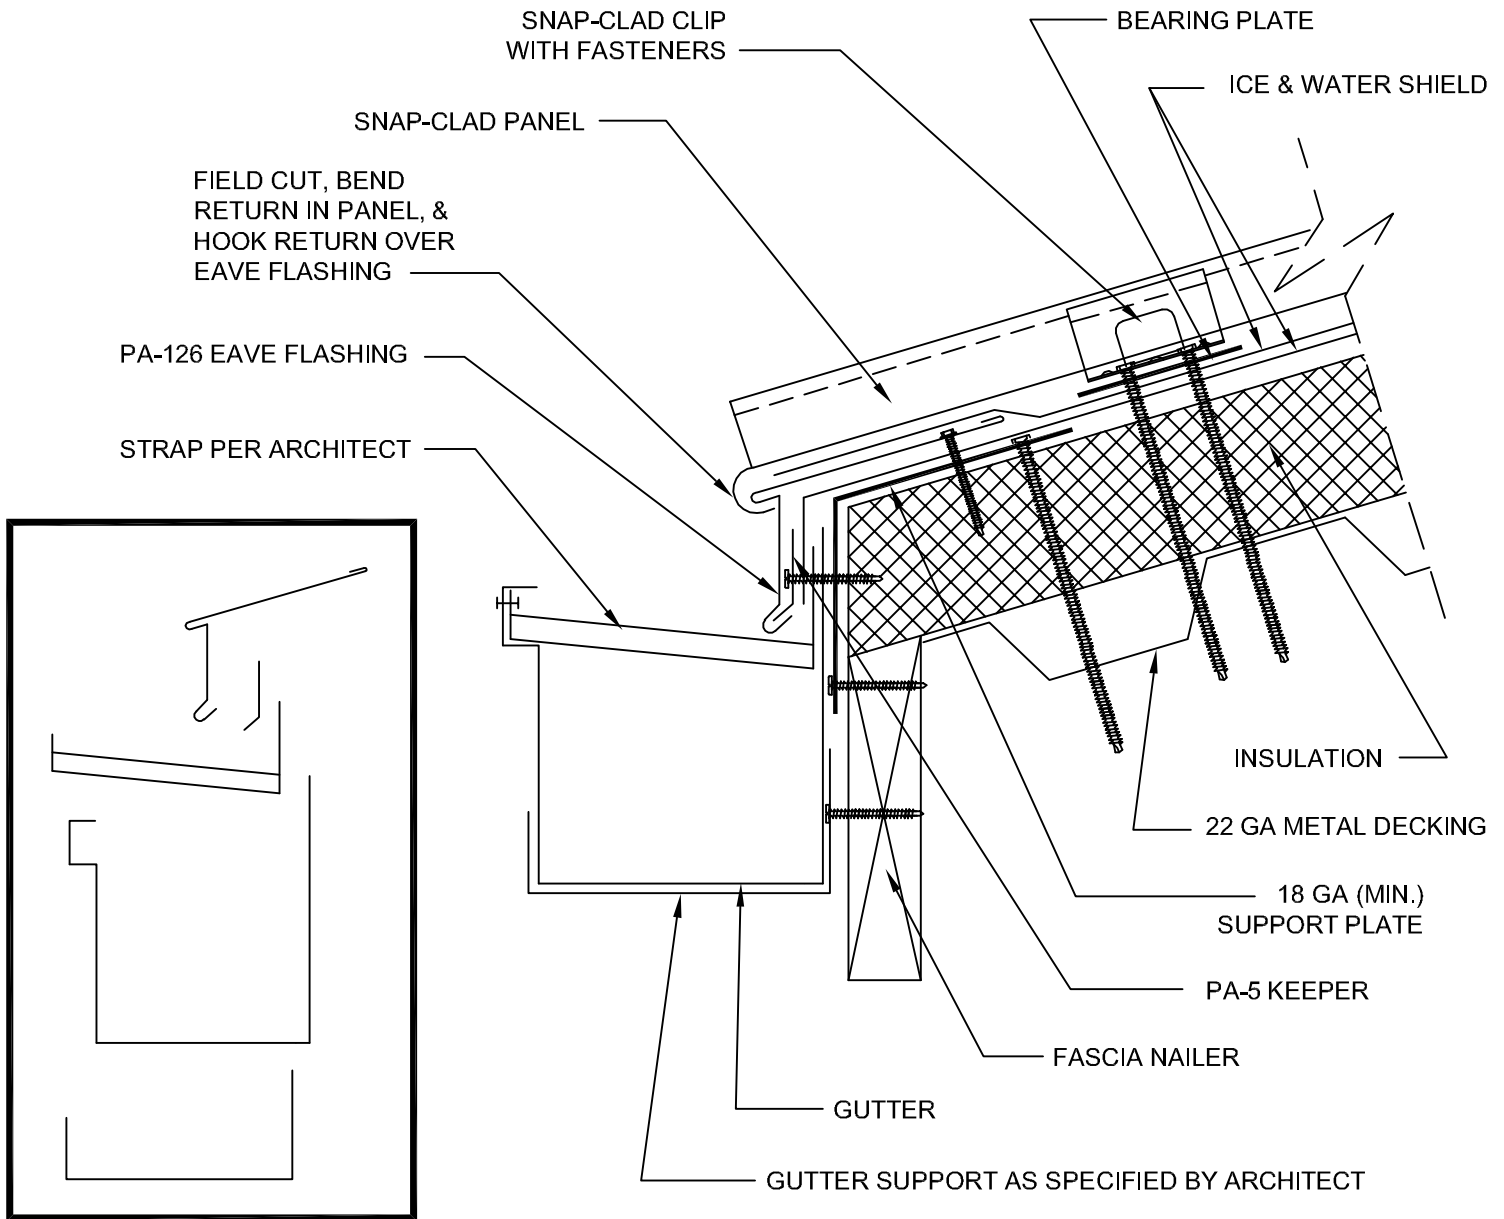 SNAP-CLAD CLIP
WITH FASTENERS
BEARING PLATE
ICE & WATER SHIELD
SNAP-CLAD PANEL
FIELD CUT, BEND
RETURN IN PANEL, &
HOOK RETURN OVER
EAVE FLASHING
PA-126 EAVE FLASHING
STRAP PER ARCHITECT
INSULATION
22 GA METAL DECKING
18 GA (MIN.)
SUPPORT PLATE
PA-5 KEEPER
FASCIA NAILER
GUTTER
GUTTER SUPPORT AS SPECIFIED BY ARCHITECT